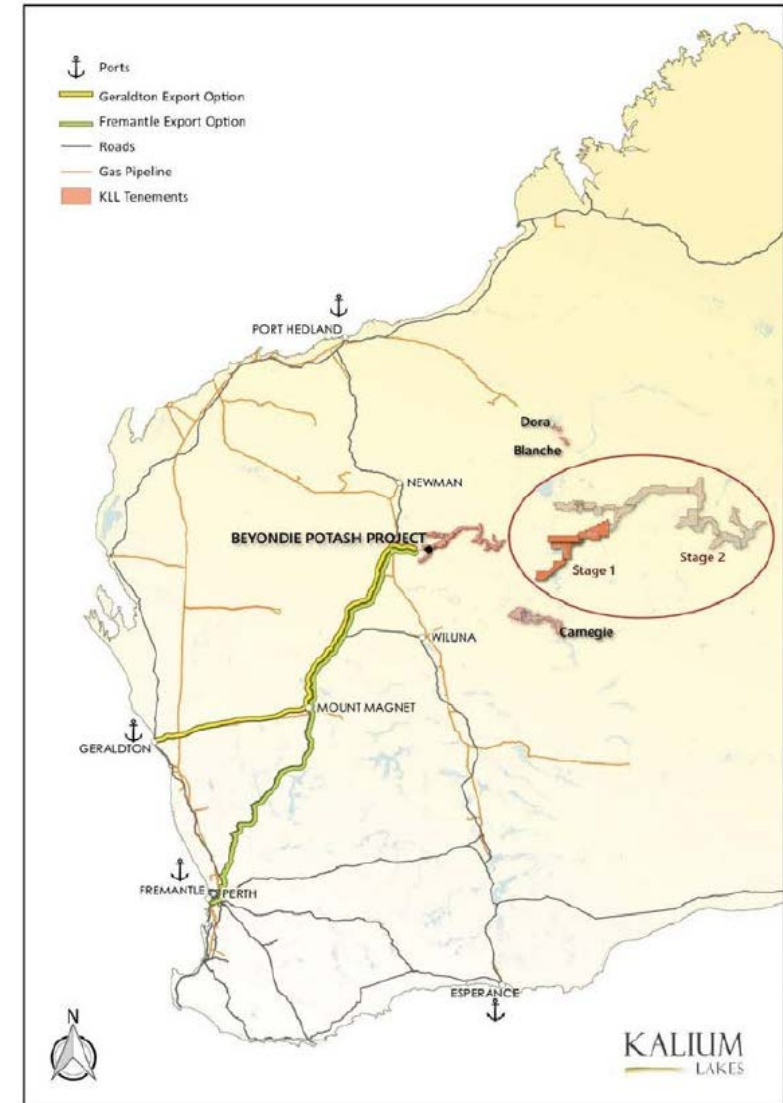 Ports
Geraldton Export Option
Fremantle Export Option
Roads
Gas Pipeline
KLL Tenements
PORT HEDLAND
Dora
Blanche
NEWMAN
BEYONDIE POTASH PROJECT
Stage 1
Stage 2
Carnegie
WILUNA
MOUNT MAGNET
GERALDTON
FREMANTLE
PERTH
ESPERANCE
N
KALIUM
LAKES